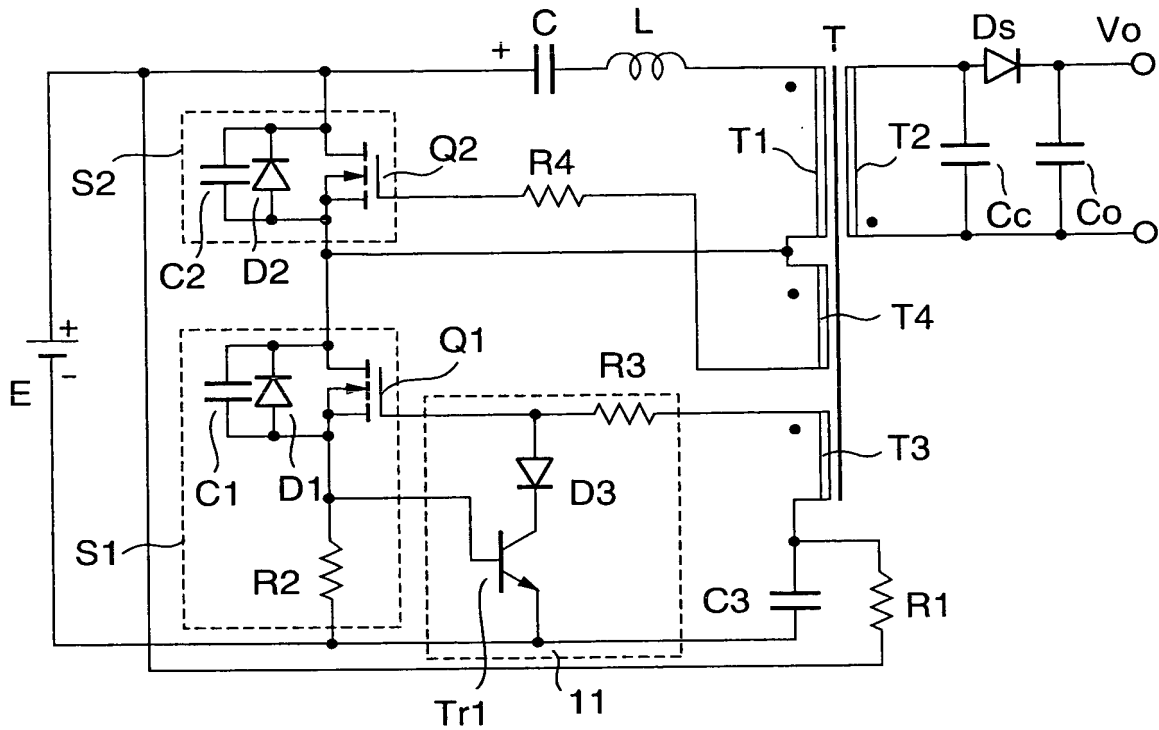 C L T Ds Vo
+
S2 Q2 R4 T1 T2
Cc Co
C2 D2
T4
+
E
-
Q1 R3
T3
C1 D1 D3
S1
R2 C3 R1
Tr1 11